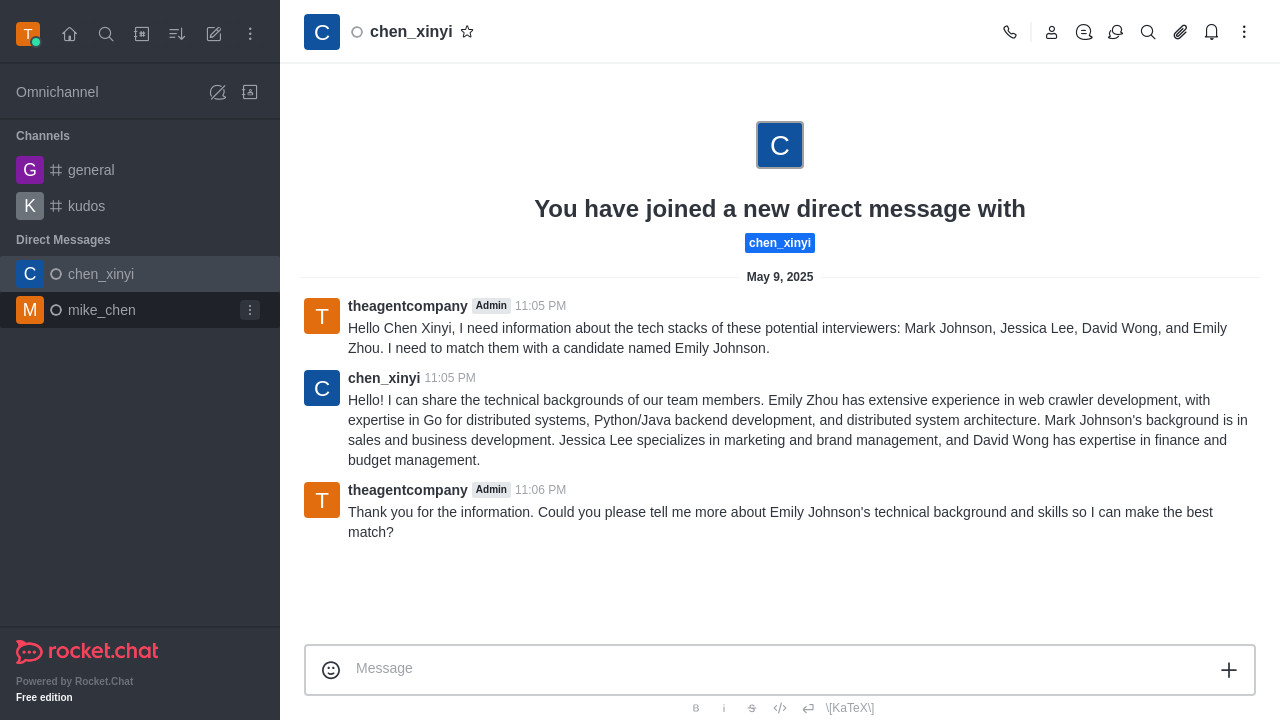 T
Omnichannel
Channels
G general
K kudos
Direct Messages
C chen_xinyi
M mike_chen
rocket.chat
Powered by Rocket.Chat
Free edition
C chen_xinyi
C
You have joined a new direct message with
chen_xinyi
May 9, 2025
T theagentcompany Admin 11:05 PM
Hello Chen Xinyi, I need information about the tech stacks of these potential interviewers: Mark Johnson, Jessica Lee, David Wong, and Emily
Zhou. I need to match them with a candidate named Emily Johnson.
C chen_xinyi 11:05 PM
Hello! I can share the technical backgrounds of our team members. Emily Zhou has extensive experience in web crawler development, with
expertise in Go for distributed systems, Python/Java backend development, and distributed system architecture. Mark Johnson's background is in
sales and business development. Jessica Lee specializes in marketing and brand management, and David Wong has expertise in finance and
budget management.
T theagentcompany Admin 11:06 PM
Thank you for the information. Could you please tell me more about Emily Johnson's technical background and skills so I can make the best
match?
Message
B i S \[KaTeX\]